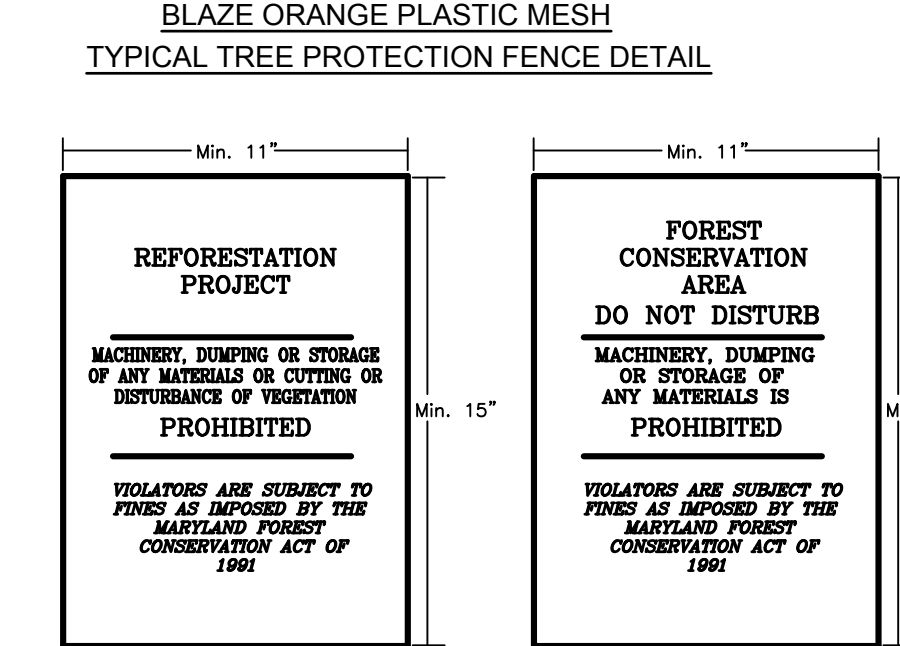 BLAZE ORANGE PLASTIC MESH
TYPICAL TREE PROTECTION FENCE DETAIL
Min. 11"
REFORESTATION
PROJECT
MACHINERY, DUMPING OR STORAGE
OF ANY MATERIALS OR CUTTING OR
DISTURBANCE OF VEGETATION
PROHIBITED
VIOLATORS ARE SUBJECT TO
FINES AS IMPOSED BY THE
MARYLAND FOREST
CONSERVATION ACT OF
1991
Min. 15"
Min. 11"
FOREST
CONSERVATION
AREA
DO NOT DISTURB
MACHINERY, DUMPING
OR STORAGE OF
ANY MATERIALS IS
PROHIBITED
VIOLATORS ARE SUBJECT TO
FINES AS IMPOSED BY THE
MARYLAND FOREST
CONSERVATION ACT OF
1991